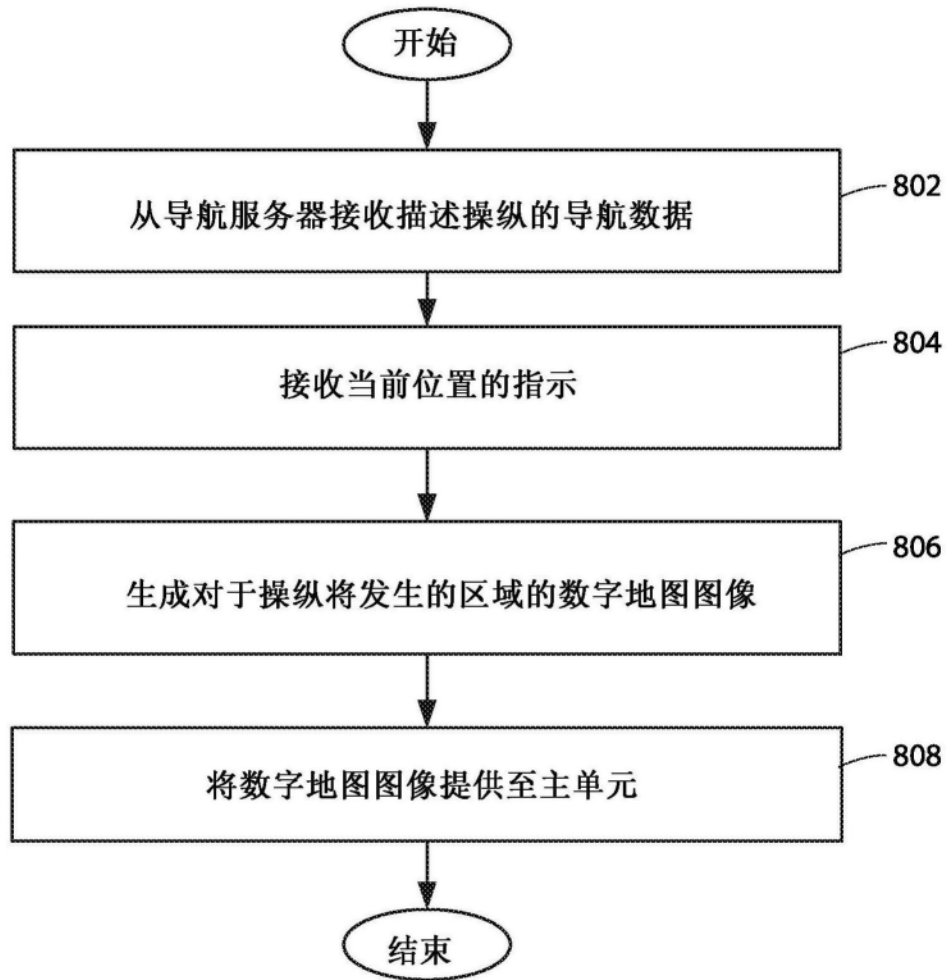 开始
从导航服务器接收描述操纵的导航数据
802
接收当前位置的指示
804
生成对于操纵将发生的区域的数字地图图像
806
将数字地图图像提供至主单元
808
结束